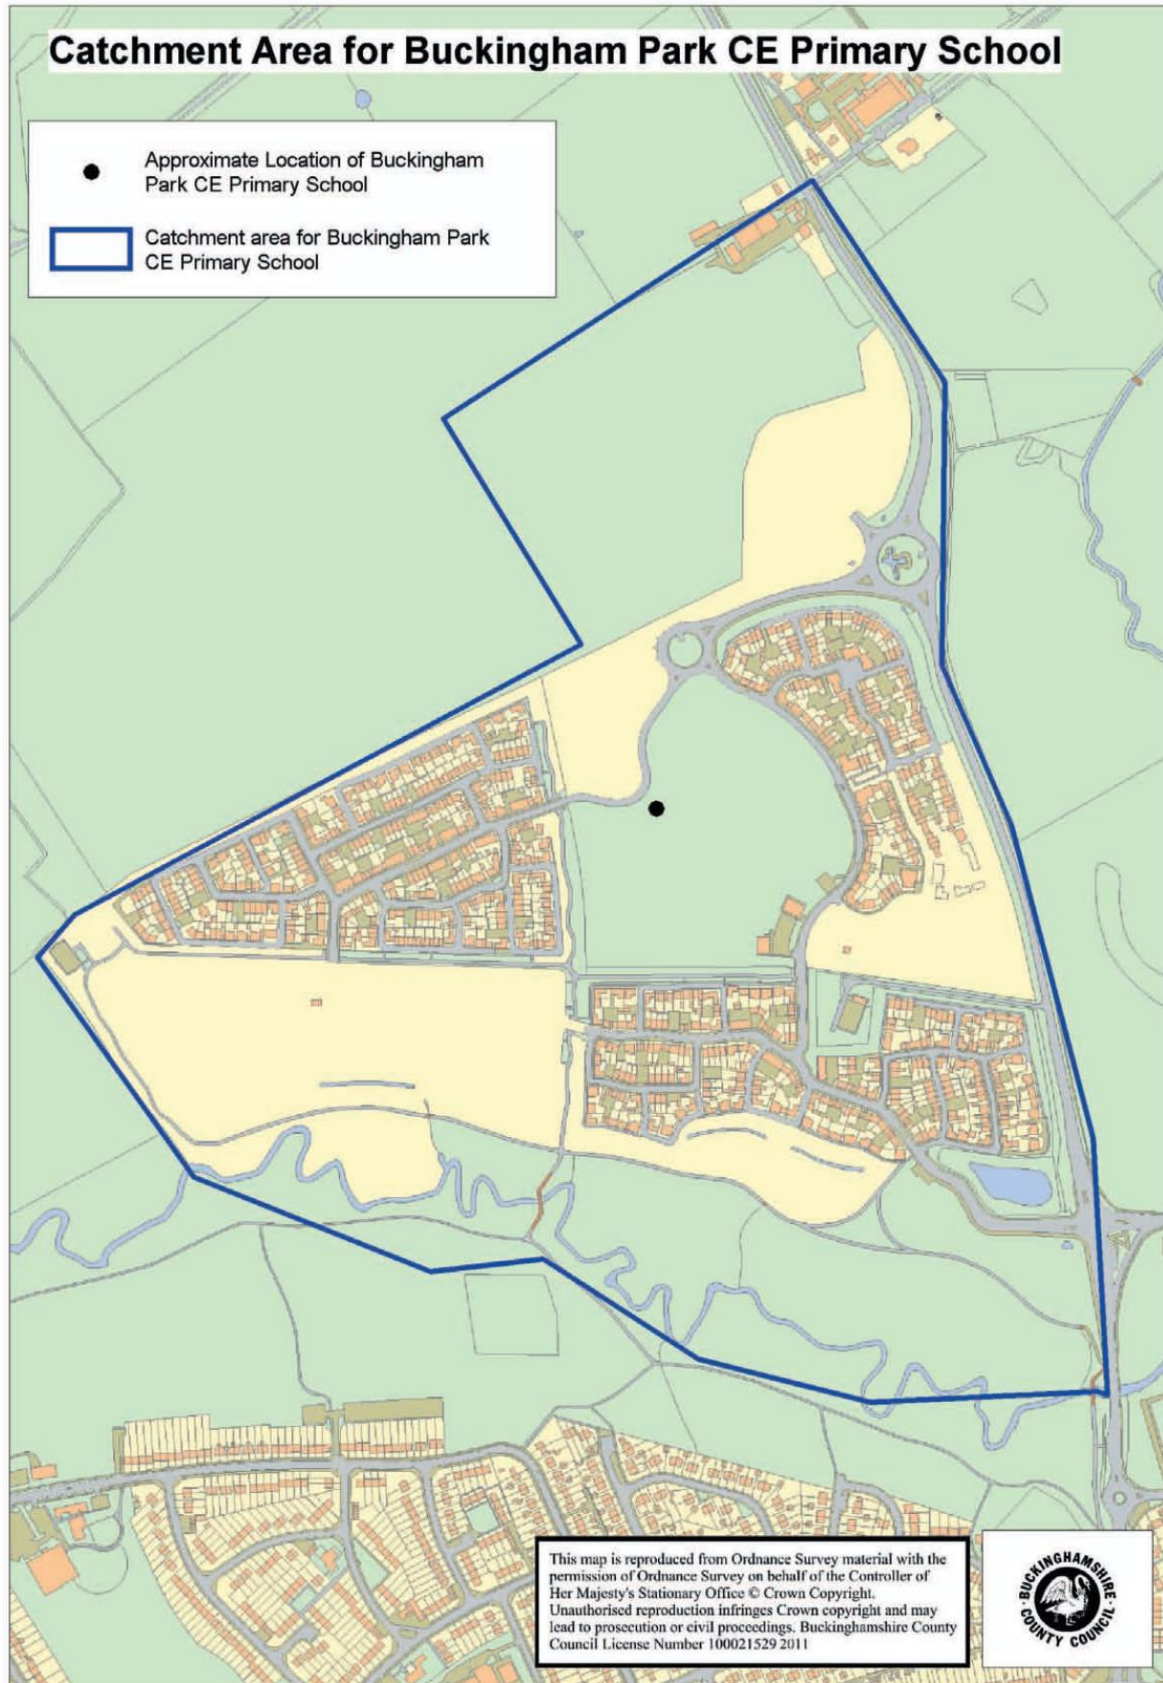 Catchment Area for Buckingham Park CE Primary School
Approximate Location of Buckingham
Park CE Primary School
Catchment area for Buckingham Park
CE Primary School
This map is reproduced from Ordnance Survey material with the
permission of Ordnance Survey on behalf of the Controller of
Her Majesty's Stationary Office © Crown Copyright.
Unauthorised reproduction infringes Crown copyright and may
lead to prosecution or civil proceedings. Buckinghamshire County
Council License Number 100021529 2011
BUCKINGHAMSHIRE
COUNTY COUNCIL